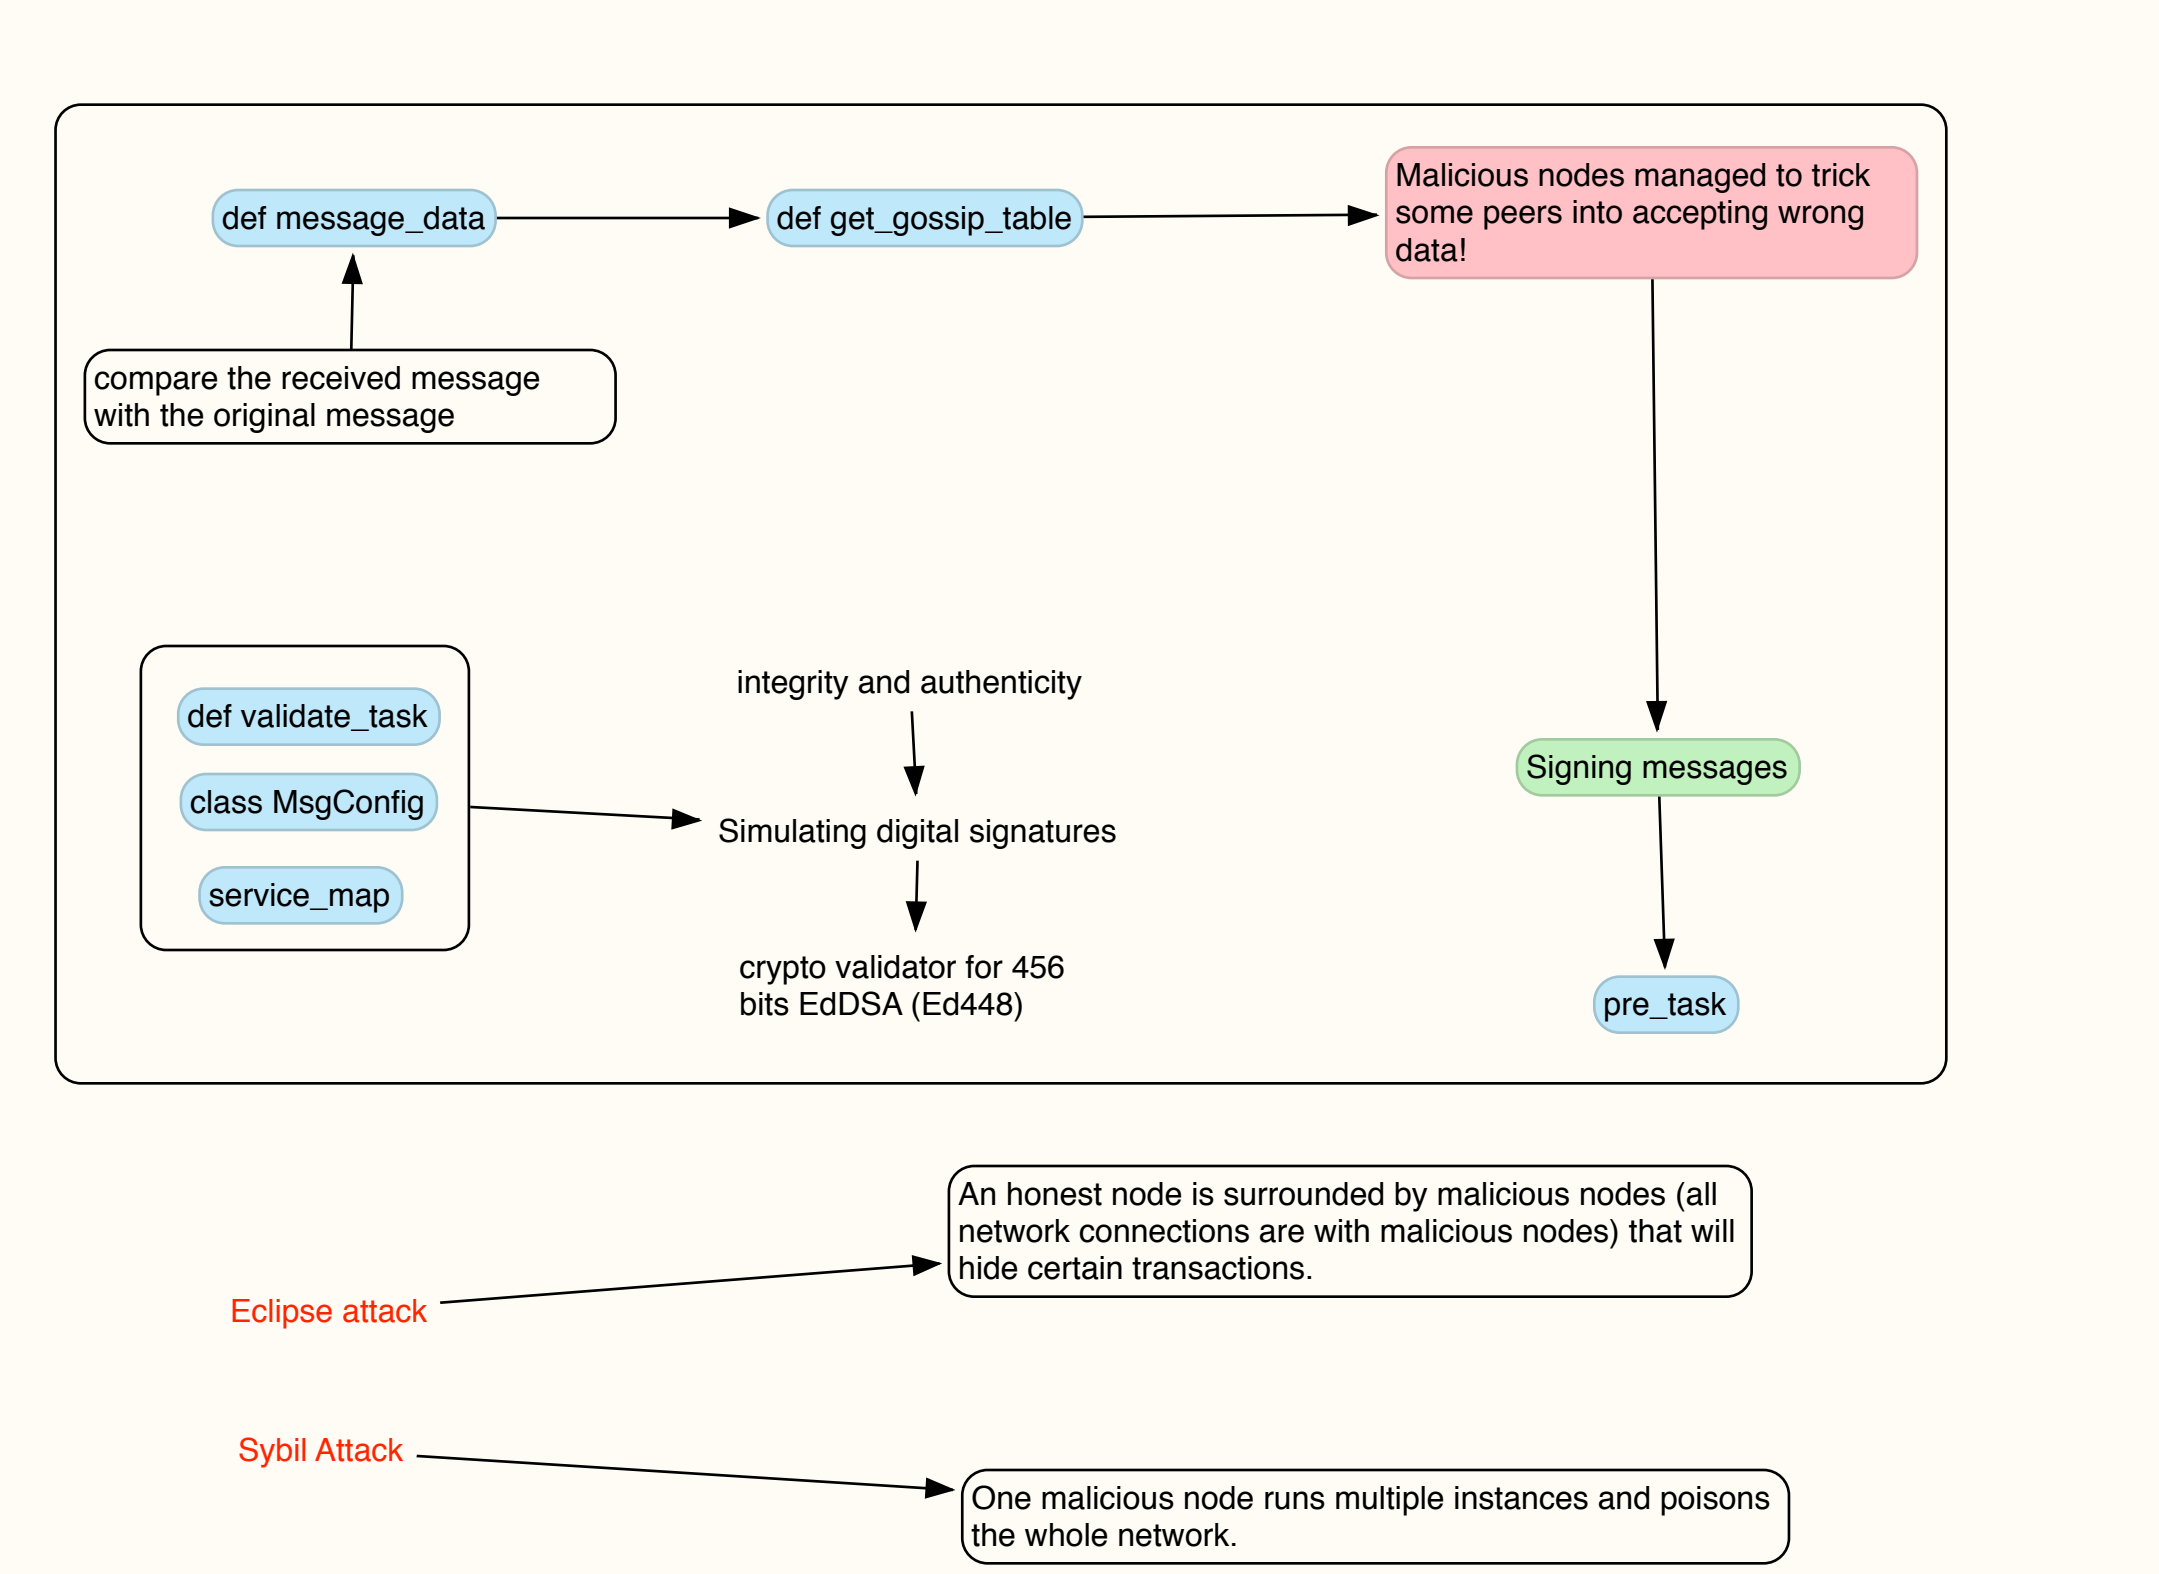 def message_data
def get_gossip_table
Malicious nodes managed to trick
some peers into accepting wrong
data!
compare the received message
with the original message
def validate_task
class MsgConfig
service_map
integrity and authenticity
Simulating digital signatures
crypto validator for 456
bits EdDSA (Ed448)
Signing messages
pre_task
An honest node is surrounded by malicious nodes (all
network connections are with malicious nodes) that will
hide certain transactions.
Eclipse attack
Sybil Attack
One malicious node runs multiple instances and poisons
the whole network.